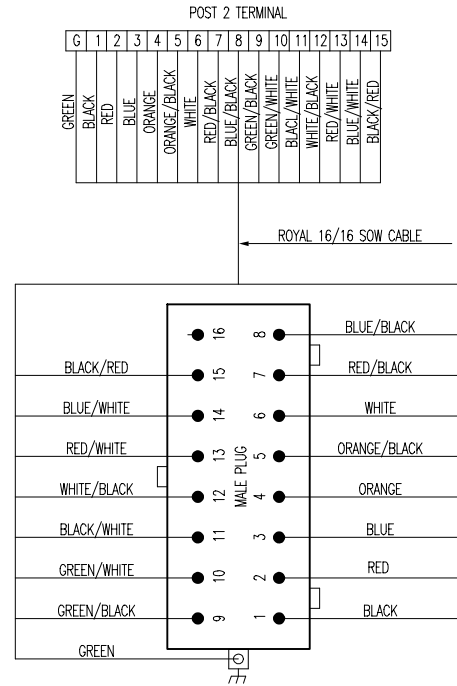 POST 2 TERMINAL
G 1 2 3 4 5 6 7 8 9 10 11 12 13 14 15
GREEN
BLACK
RED
BLUE
ORANGE
ORANGE/BLACK
WHITE
RED/BLACK
BLUE/BLACK
GREEN/BLACK
GREEN/WHITE
BLACL/WHITE
WHITE/BLACK
RED/WHITE
BLUE/WHITE
BLACK/RED
ROYAL 16/16 SOW CABLE
16 8 BLUE/BLACK
BLACK/RED 15 7 RED/BLACK
BLUE/WHITE 14 6 WHITE
RED/WHITE 13 5 ORANGE/BLACK
MALE PLUG
WHITE/BLACK 12 4 ORANGE
BLACK/WHITE 11 3 BLUE
GREEN/WHITE 10 2 RED
GREEN/BLACK 9 1 BLACK
GREEN